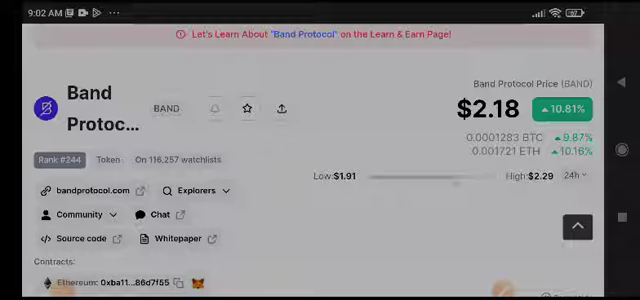 9:02 AM
Let's Learn About "Band Protocol" on the Learn & Earn Page!
Band
Protoc...
BAND
Band Protocol Price (BAND)
$2.18
10.81%
0.0001283 BTC
9.87%
0.001721 ETH
10.16%
Rank #244
Token
On 116,257 watchlists
Low:$1.91
High:$2.29
24h
bandprotocol.com
Explorers
Community
Chat
Source code
Whitepaper
Contracts:
Ethereum: 0xba11...86d7f55